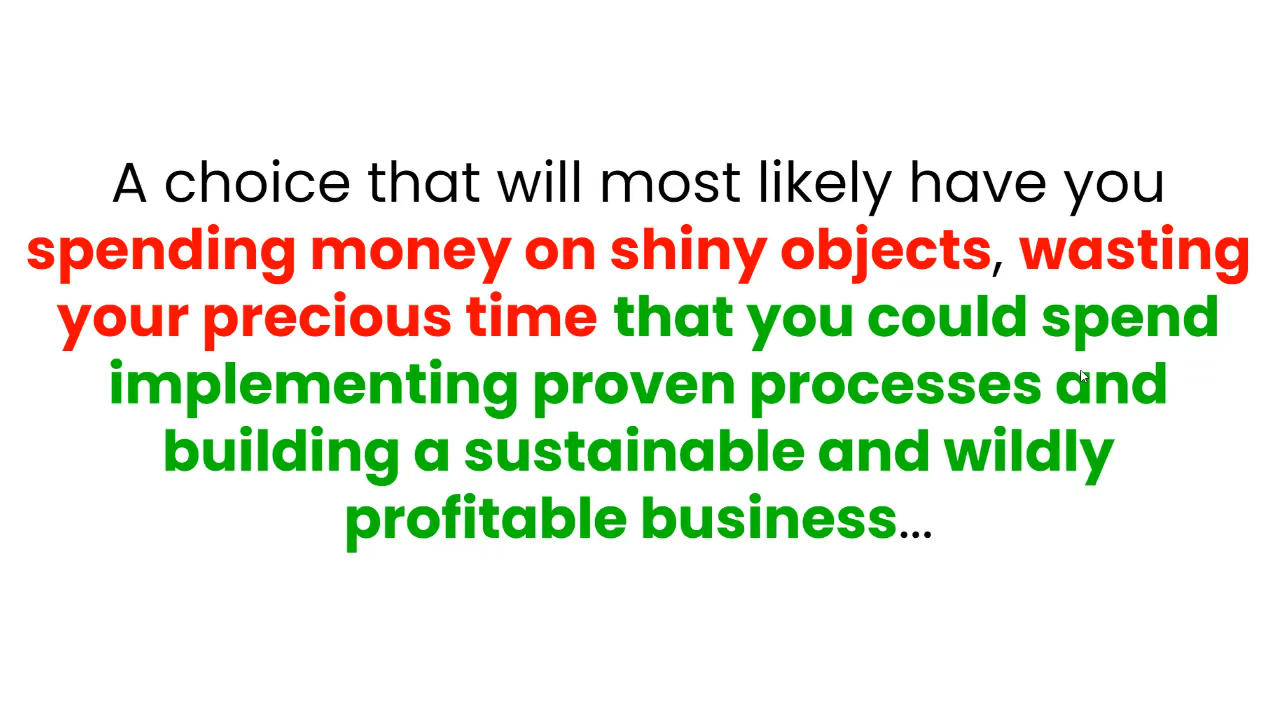 A choice that will most likely have you
spending money on shiny objects, wasting
your precious time that you could spend
implementing proven processes and
building a sustainable and wildly
profitable business...